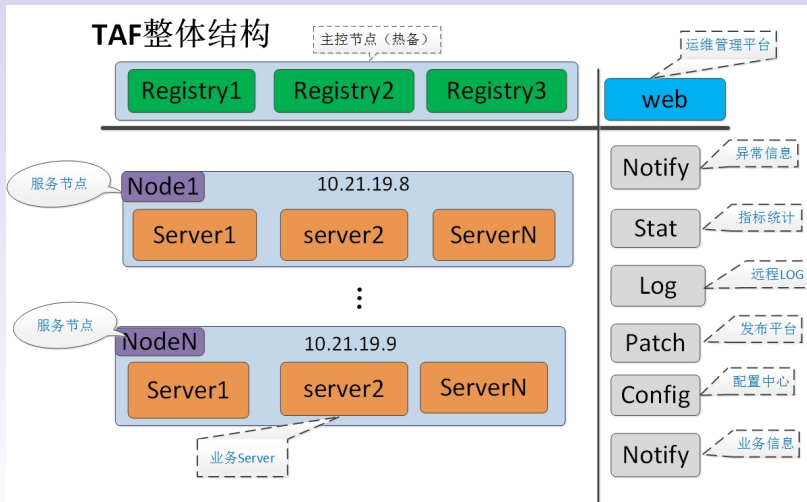 TAF整体结构
主控节点（热备）
运维管理平台
Registry1 Registry2 Registry3
web
异常信息
Notify
服务节点
Node1 10.21.19.8
Server1 server2 ServerN
指标统计
Stat
远程LOG
Log
服务节点
NodeN 10.21.19.9
发布平台
Patch
Server1 server2 ServerN
配置中心
Config
业务Server
业务信息
Notify